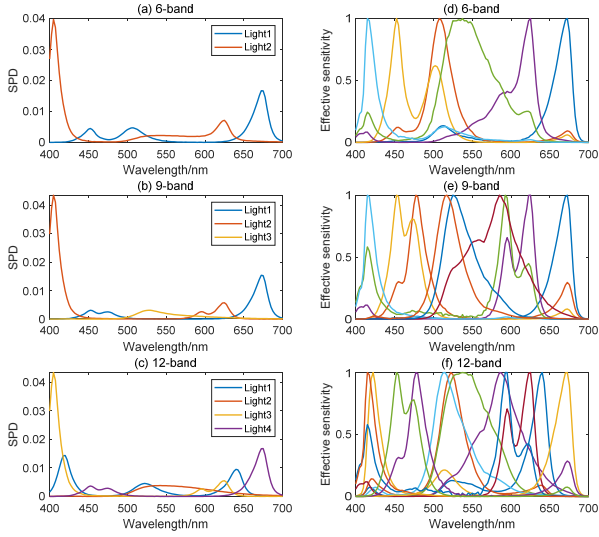 (a) 6-band
SPD
0.04
0.03
0.02
0.01
0
400 450 500 550 600 650 700
Wavelength/nm
Light1
Light2
(d) 6-band
Effective sensitivity
1
0.5
0
400 450 500 550 600 650 700
Wavelength/nm
(b) 9-band
SPD
0.04
0.03
0.02
0.01
0
400 450 500 550 600 650 700
Wavelength/nm
Light1
Light2
Light3
(e) 9-band
Effective sensitivity
1
0.5
0
400 450 500 550 600 650 700
Wavelength/nm
(c) 12-band
SPD
0.04
0.03
0.02
0.01
0
400 450 500 550 600 650 700
Wavelength/nm
Light1
Light2
Light3
Light4
(f) 12-band
Effective sensitivity
1
0.5
0
400 450 500 550 600 650 700
Wavelength/nm